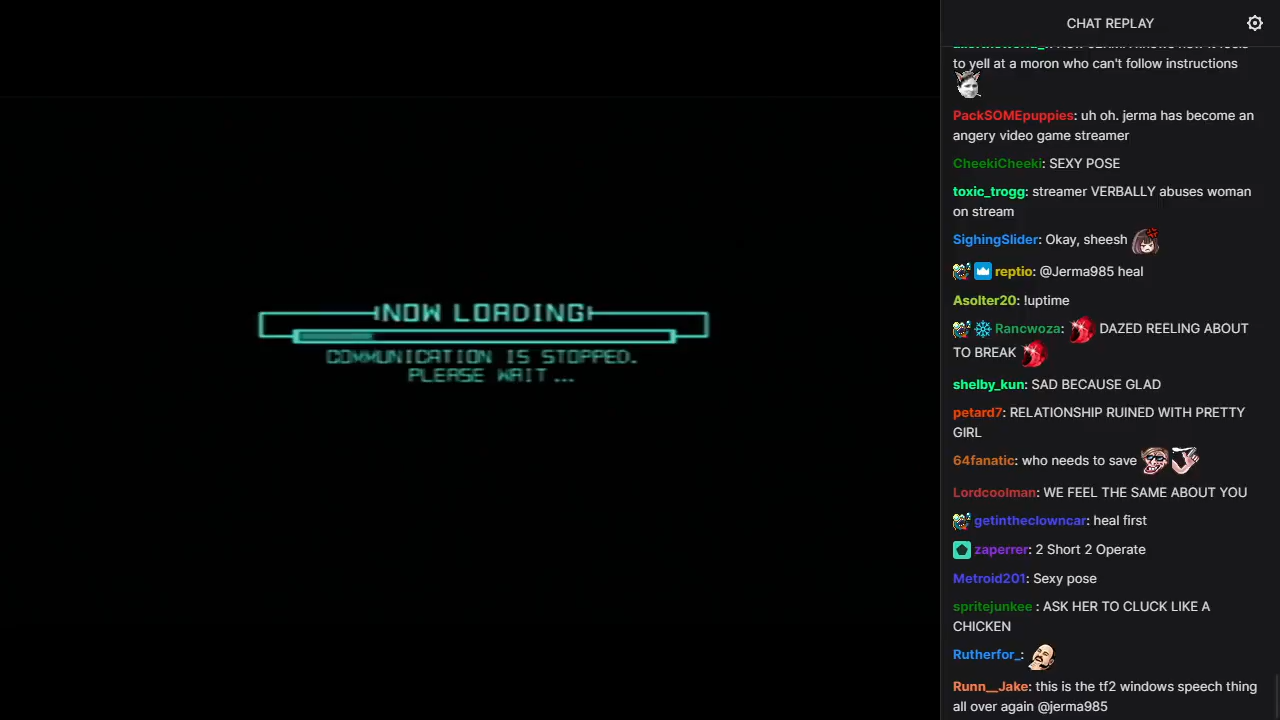 NOW LOADING
COMMUNICATION IS STOPPED.
PLEASE WAIT...
CHAT REPLAY
to yell at a moron who can't follow instructions
PackSOMEpuppies: uh oh. jerma has become an
angery video game streamer
CheekiCheeki: SEXY POSE
toxic_trogg: streamer VERBALLY abuses woman
on stream
SighingSlider: Okay, sheesh
reptio: @Jerma985 heal
Asolter20: !uptime
Rancwoza: DAZED REELING ABOUT
TO BREAK
shelby_kun: SAD BECAUSE GLAD
petard7: RELATIONSHIP RUINED WITH PRETTY
GIRL
64fanatic: who needs to save
Lordcoolman: WE FEEL THE SAME ABOUT YOU
getintheclowncar: heal first
zaperrer: 2 Short 2 Operate
Metroid201: Sexy pose
spritejunkee : ASK HER TO CLUCK LIKE A
CHICKEN
Rutherfor_:
Runn__Jake: this is the tf2 windows speech thing
all over again @jerma985